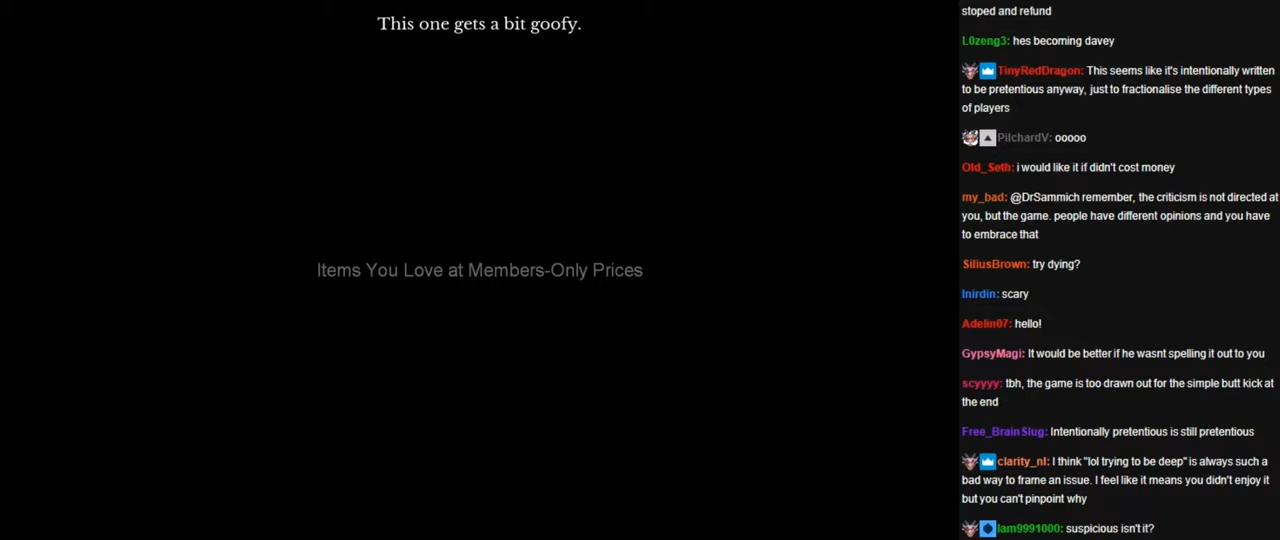 This one gets a bit goofy.
Items You Love at Members-Only Prices
stoped and refund
L0zeng3: hes becoming davey
TinyRedDragon: This seems like it's intentionally written
to be pretentious anyway, just to fractionalise the different types
of players
PilchardV: ooooo
Old_Seth: i would like it if didn't cost money
my_bad: @DrSammich remember, the criticism is not directed at
you, but the game. people have different opinions and you have
to embrace that
SiliusBrown: try dying?
Inirdin: scary
Adelin07: hello!
GypsyMagi: It would be better if he wasnt spelling it out to you
scyyyy: tbh, the game is too drawn out for the simple butt kick at
the end
Free_BrainSlug: Intentionally pretentious is still pretentious
clarity_nl: I think "lol trying to be deep" is always such a
bad way to frame an issue. I feel like it means you didn't enjoy it
but you can't pinpoint why
Iam9991000: suspicious isn't it?